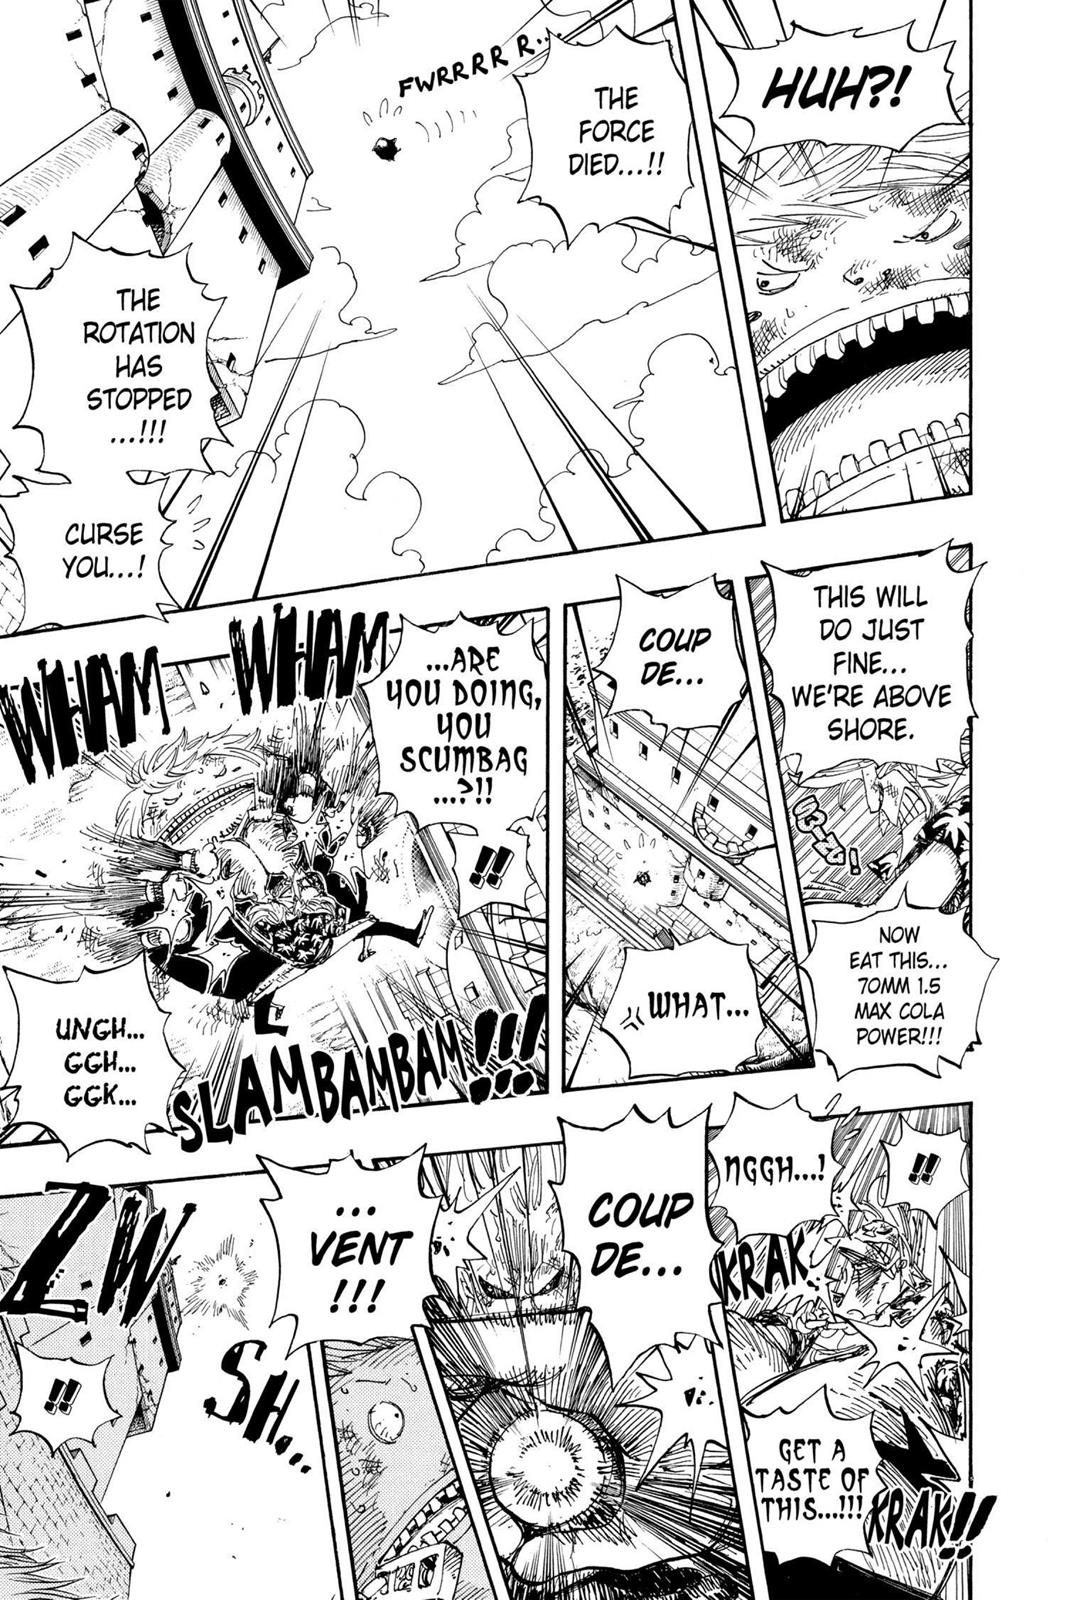 HUH?!
THE
FORCE
DIED...!!
FWRRRR R...
THE
ROTATION
HAS
STOPPED
...!!!
CURSE
YOU...!
THIS WILL
DO JUST
FINE...
WE'RE ABOVE
SHORE.
NOW
EAT THIS...
70MM 1.5
MAX COLA
POWER!!!
COUP
DE...
WHAT...
...ARE
YOU DOING,
YOU
SCUMBAG
...?!!
!!
WHAM
WHAM
UNGH...
GGH...
GGK...
SLAMBAMBAM!!!
!!
NGGH...!
KRAK
GET A
TASTE OF
THIS...!!!
KRAK!!
COUP
DE...
...
VENT
!!!
SH...
!!